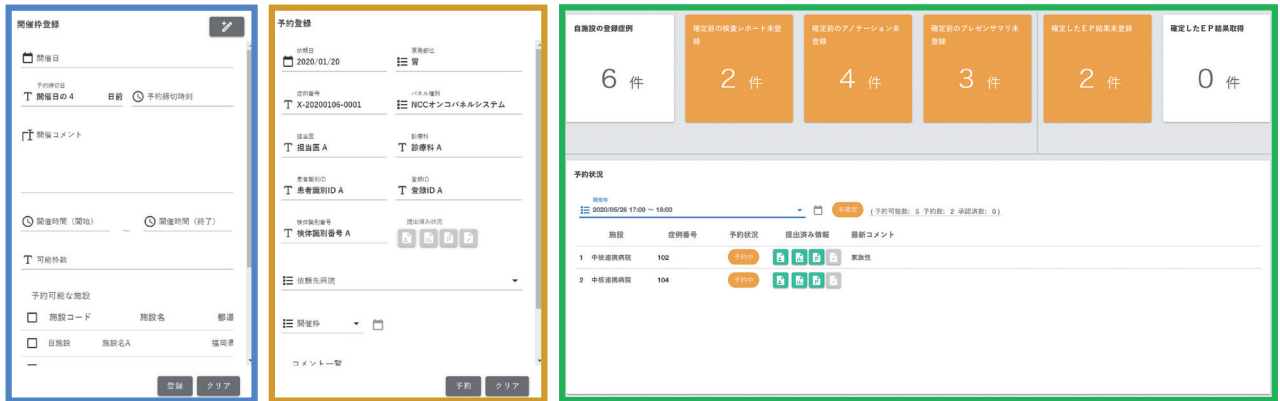 開催枠登録
開催日
予約締切日
開催日の 4 日前 予約締切時刻
開催コメント
開催時間（開始） ～ 開催時間（終了）
可能枠数
予約可能な施設
施設コード 施設名 都道
自施設 施設名A 福岡県
登録 クリア
予約登録
依頼日 原発部位
2020/01/20 胃
症例番号 パネル種別
X-20200106-0001 NCCオンコパネルシステム
担当医 診療科
担当医 A 診療科 A
患者識別ID 登録ID
患者識別ID A 登録ID A
検体識別番号 提出済み状況
検体識別番号 A
依頼先病院
開催枠
コメント一覧
予約 クリア
自施設の登録症例
6 件
確定前の検査レポート未登
録
2 件
確定前のアノテーション未
登録
4 件
確定前のプレゼンサマリ未
登録
3 件
確定したＥＰ結果未登録
2 件
確定したＥＰ結果取得
0 件
予約状況
開催枠
2020/05/26 17:00 ～ 18:00 未確定 (予約可能数: 5 予約数: 2 承認済数: 0)
施設 症例番号 予約状況 提出済み情報 最新コメント
1 中核連携病院 102 予約中 家族性
2 中核連携病院 104 予約中